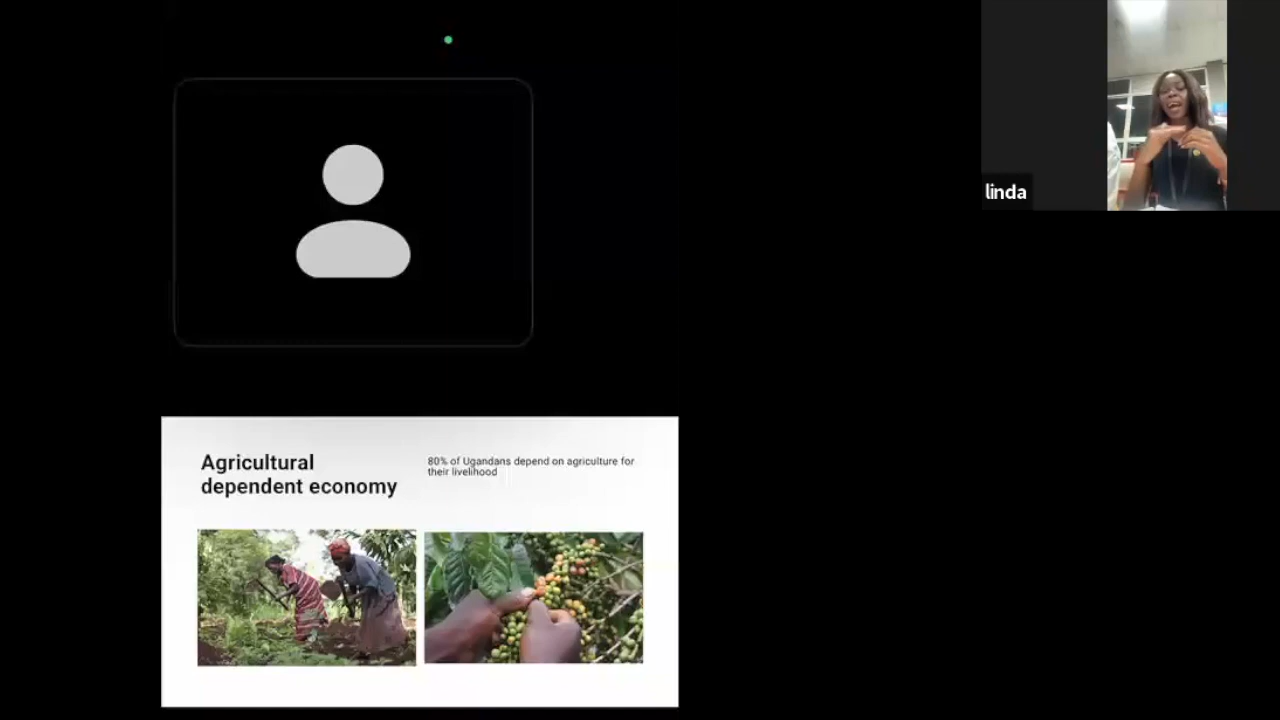 linda
Agricultural
dependent economy
80% of Ugandans depend on agriculture for
their livelihood